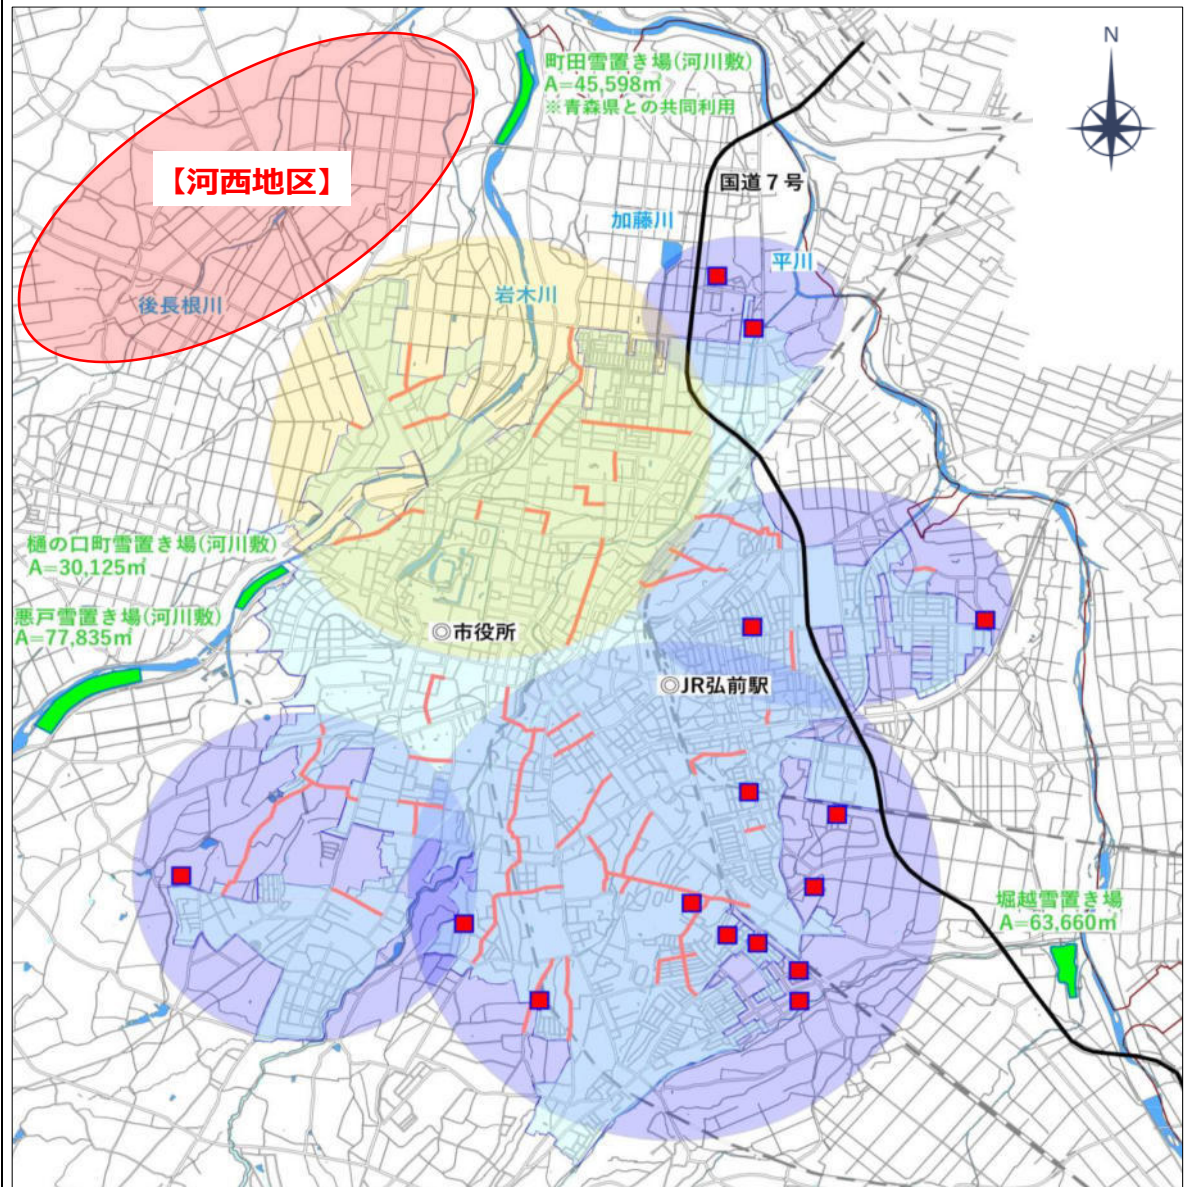 町田雪置き場(河川敷)
A=45,598㎡
※青森県との共同利用
N
【河西地区】
国道７号
加藤川
平川
岩木川
後長根川
樋の口町雪置き場(河川敷)
A=30,125㎡
悪戸雪置き場(河川敷)
A=77,835㎡
◎市役所
◎JR弘前駅
堀越雪置き場
A=63,660㎡